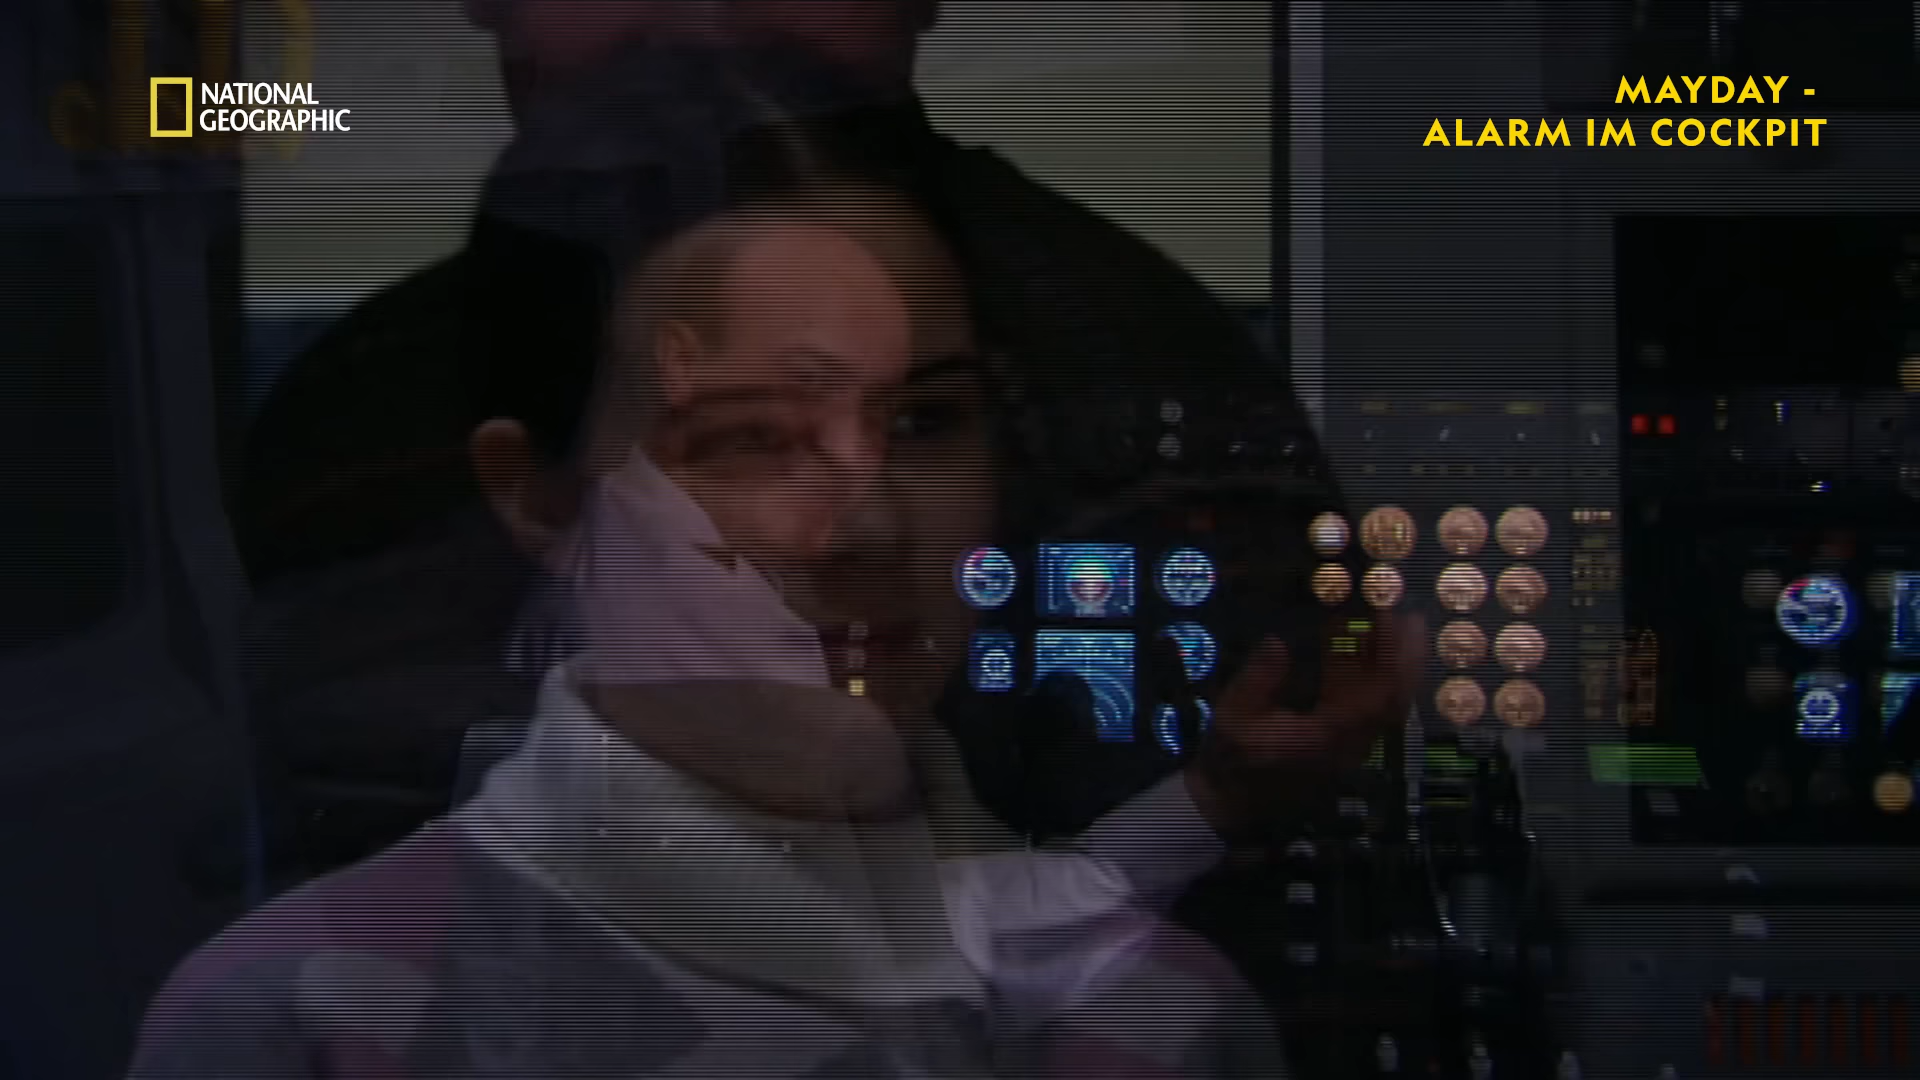 NATIONAL
GEOGRAPHIC
MAYDAY -
ALARM IM COCKPIT